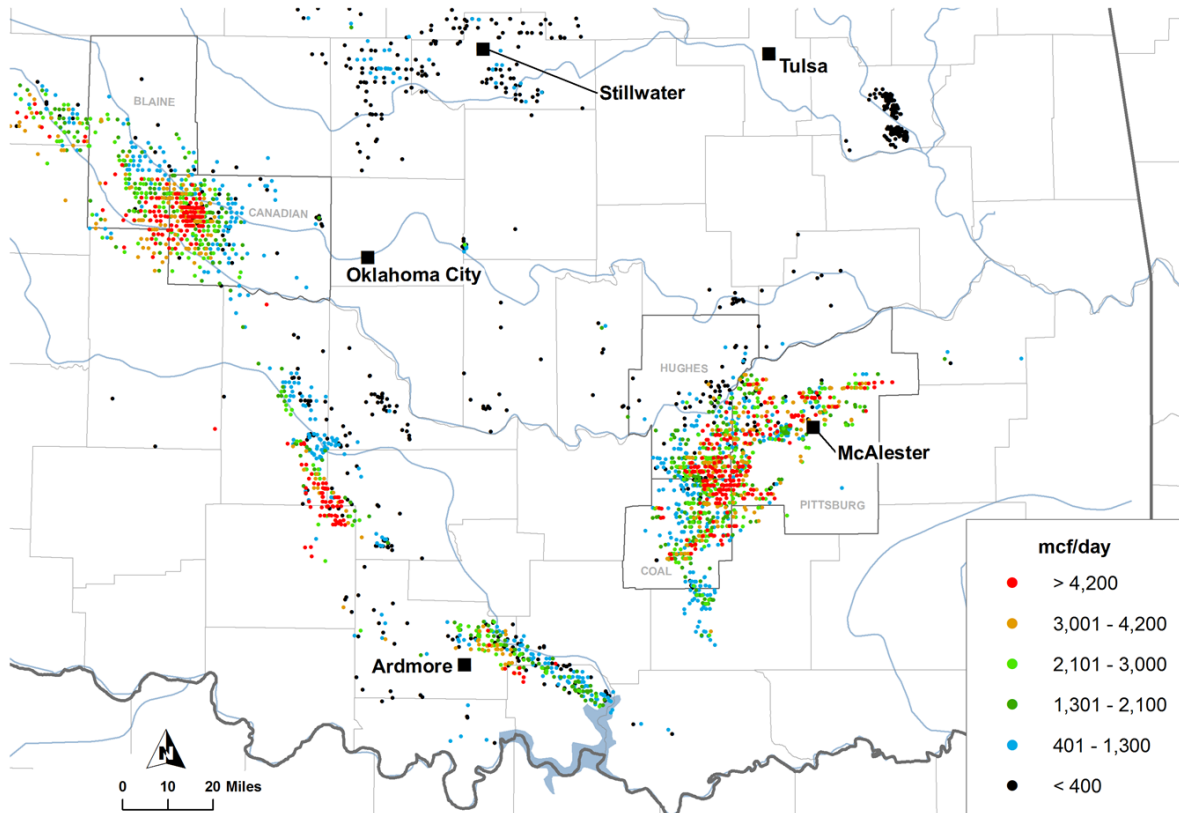 Stillwater
Tulsa
BLAINE
CANADIAN
Oklahoma City
HUGHES
McAlester
PITTSBURG
COAL
Ardmore
N
0 10 20 Miles
mcf/day
> 4,200
3,001 - 4,200
2,101 - 3,000
1,301 - 2,100
401 - 1,300
< 400